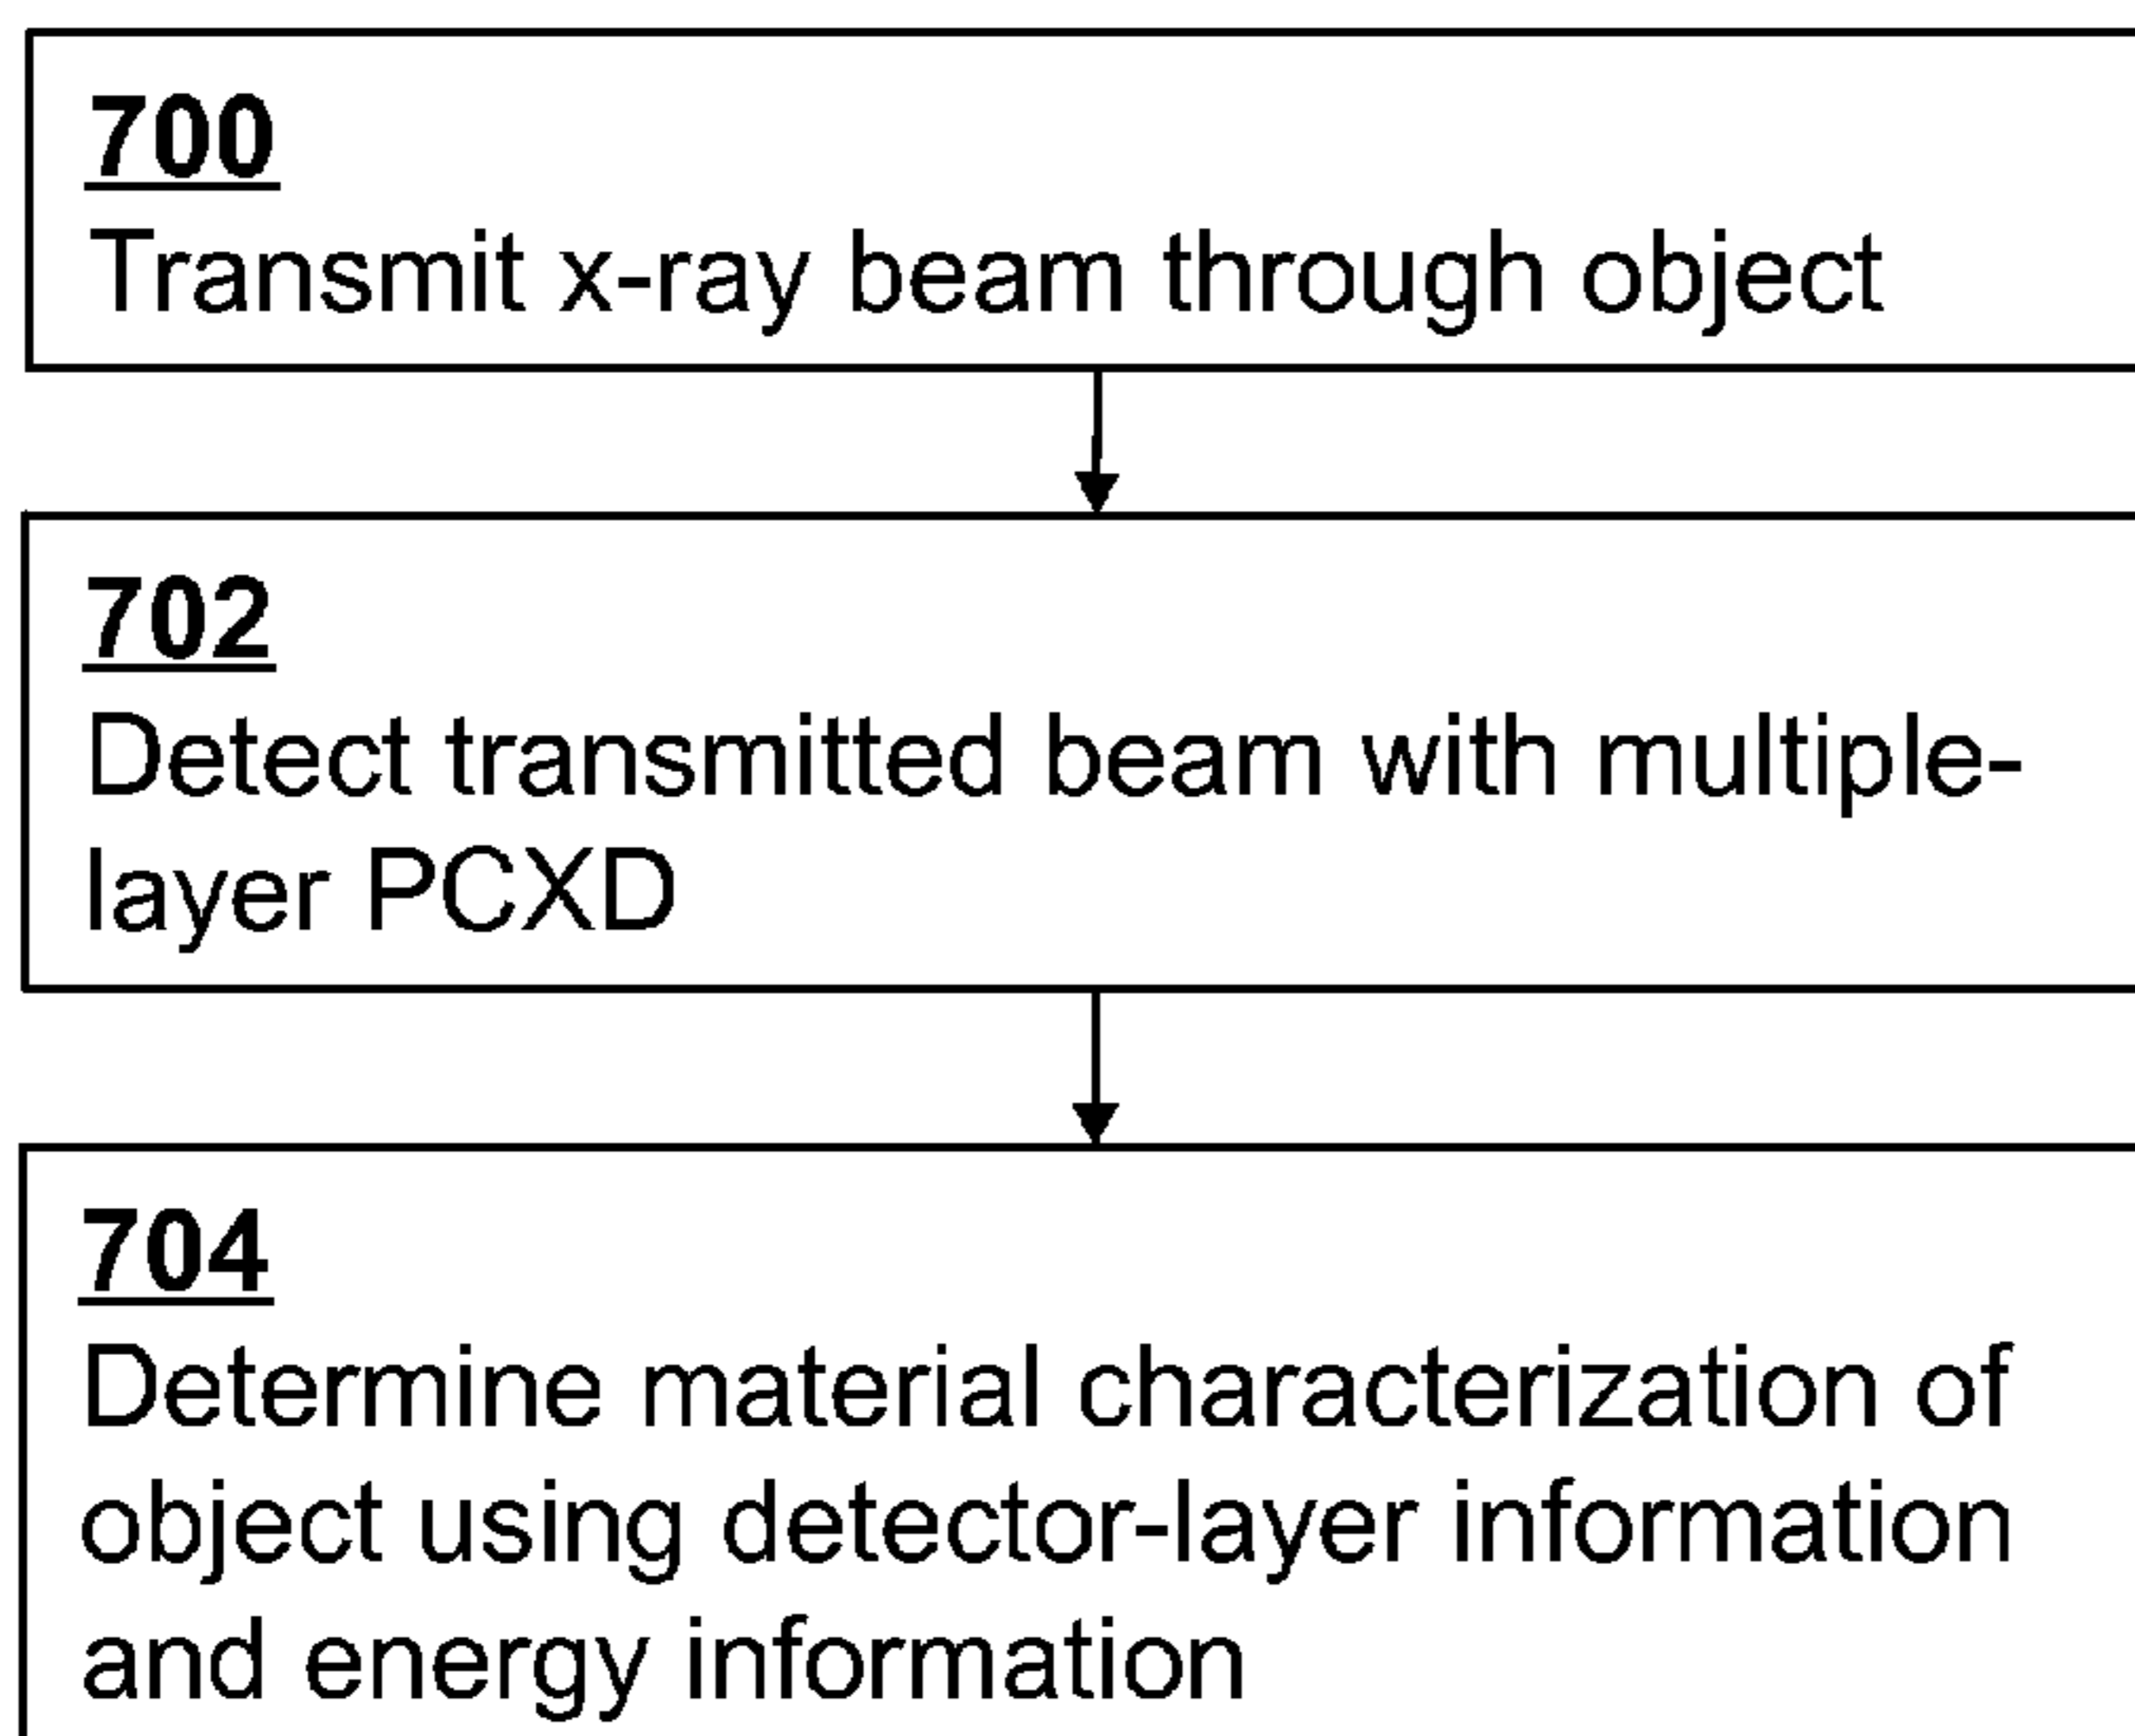 700
Transmit x-ray beam through object
702
Detect transmitted beam with multiple-
layer PCXD
704
Determine material characterization of
object using detector-layer information
and energy information